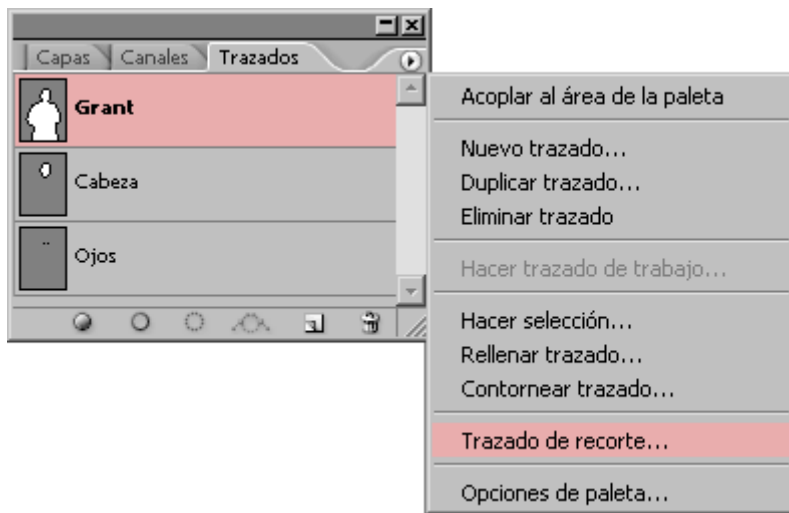 Capas Canales Trazados
Grant
Cabeza
Ojos
Acoplar al área de la paleta
Nuevo trazado...
Duplicar trazado...
Eliminar trazado
Hacer trazado de trabajo...
Hacer selección...
Rellenar trazado...
Contornear trazado...
Trazado de recorte...
Opciones de paleta...